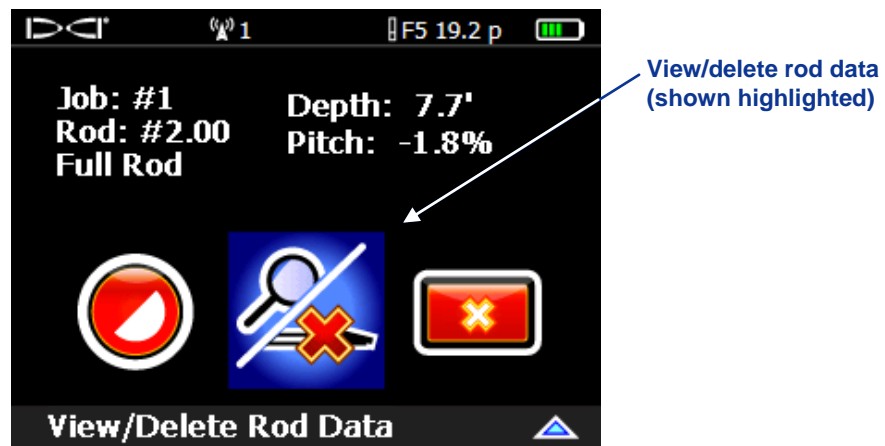 DCI 1 F5 19.2 p
Job: #1
Rod: #2.00
Full Rod
Depth: 7.7'
Pitch: -1.8%
View/Delete Rod Data
View/delete rod data
(shown highlighted)